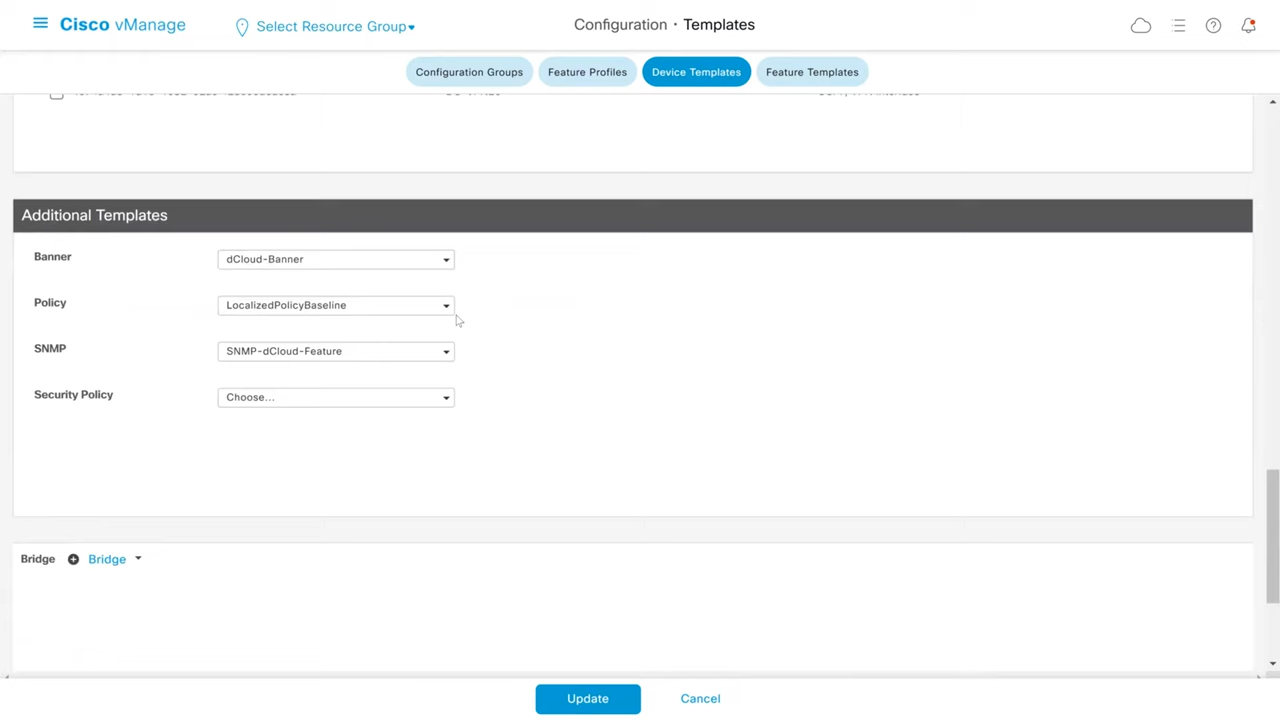 Cisco vManage
Select Resource Group
Configuration · Templates
Configuration Groups
Feature Profiles
Device Templates
Feature Templates
Additional Templates
Banner
dCloud-Banner
Policy
LocalizedPolicyBaseline
SNMP
SNMP-dCloud-Feature
Security Policy
Choose...
Bridge
Bridge
Update
Cancel